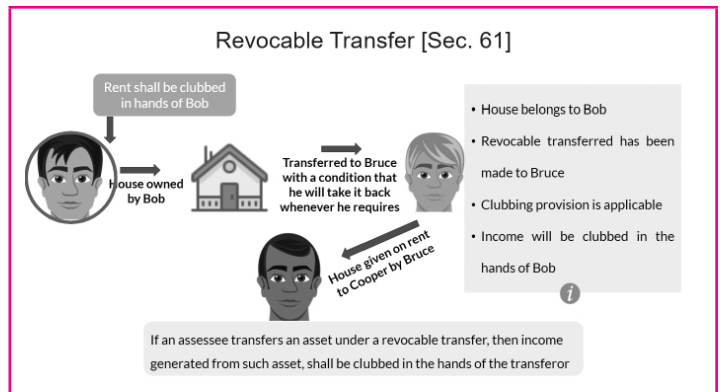 Revocable Transfer [Sec. 61]
Rent shall be clubbed
in hands of Bob
House owned
by Bob
Transferred to Bruce
with a condition that
he will take it back
whenever he requires
House given on rent
to Cooper by Bruce
• House belongs to Bob
• Revocable transferred has been
made to Bruce
• Clubbing provision is applicable
• Income will be clubbed in the
hands of Bob
i
If an assessee transfers an asset under a revocable transfer, then income
generated from such asset, shall be clubbed in the hands of the transferor